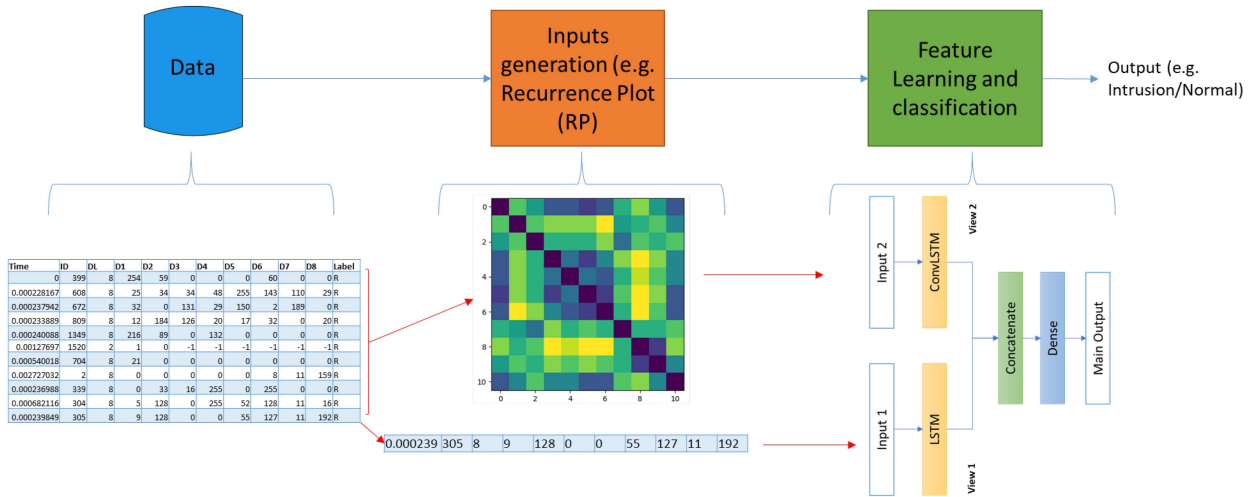 Data
Inputs
generation (e.g.
Recurrence Plot
(RP)
Feature
Learning and
classification
Output (e.g.
Intrusion/Normal)
Time ID DL D1 D2 D3 D4 D5 D6 D7 D8 Label
0 399 8 254 59 0 0 0 60 0 0 R
0.000228167 608 8 25 34 34 48 255 143 110 29 R
0.000237942 672 8 32 0 131 29 150 2 189 0 R
0.000233889 809 8 12 184 126 20 17 32 0 20 R
0.000240088 1349 8 216 89 0 132 0 0 0 0 R
0.00127697 1520 2 1 0 -1 -1 -1 -1 -1 -1 R
0.000540018 704 8 21 0 0 0 0 0 0 0 R
0.002727032 2 8 0 0 0 0 0 8 11 159 R
0.000236988 339 8 0 33 16 255 0 255 0 0 R
0.000682116 304 8 5 128 0 255 52 128 11 16 R
0.000239849 305 8 9 128 0 0 55 127 11 192 R
0
2
4
6
8
10
0 2 4 6 8 10
0.000239 305 8 9 128 0 0 55 127 11 192
Input 2
ConvLSTM
View 2
Input 1
LSTM
View 1
Concatenate
Dense
Main Output